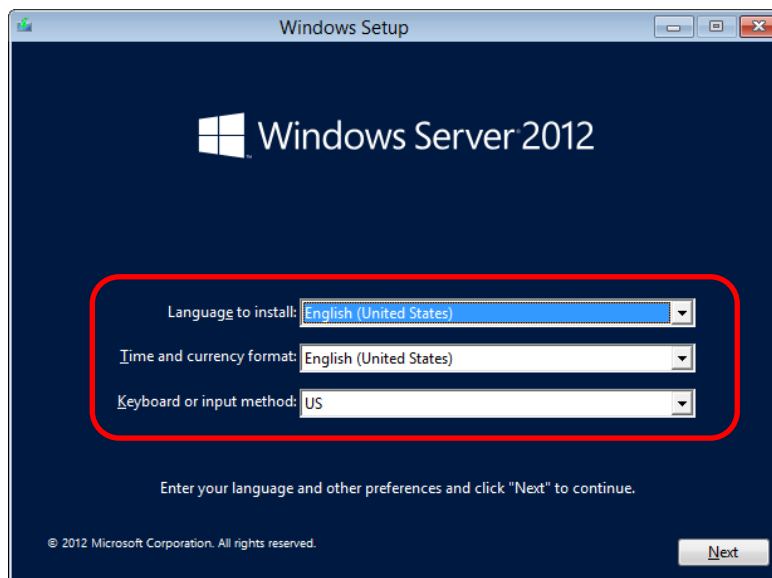 Windows Setup
Windows Server 2012
Language to install: English (United States)
Time and currency format: English (United States)
Keyboard or input method: US
Enter your language and other preferences and click "Next" to continue.
© 2012 Microsoft Corporation. All rights reserved.
Next